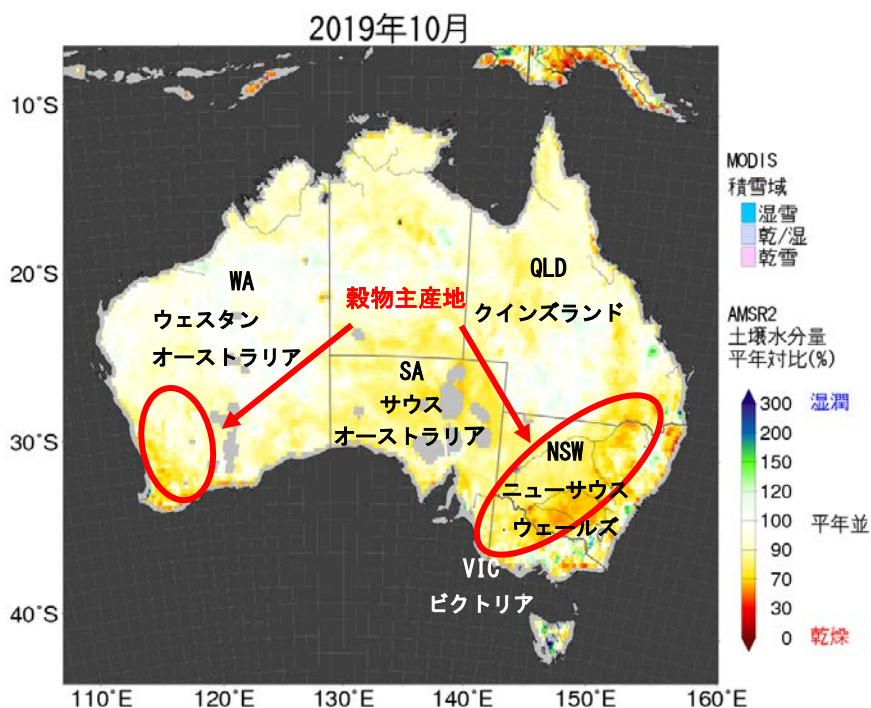 2019年10月
10°S
20°S
30°S
40°S
110°E
120°E
130°E
140°E
150°E
160°E
WA
ウェスタン
オーストラリア
穀物主産地
QLD
クインズランド
SA
サウス
オーストラリア
NSW
ニューサウス
ウェールズ
VIC
ビクトリア
MODIS
積雪域
湿雪
乾/湿
乾雪
AMSR2
土壌水分量
平年対比(%)
300 湿潤
200
150
120
100 平年並
90
70
30
0 乾燥